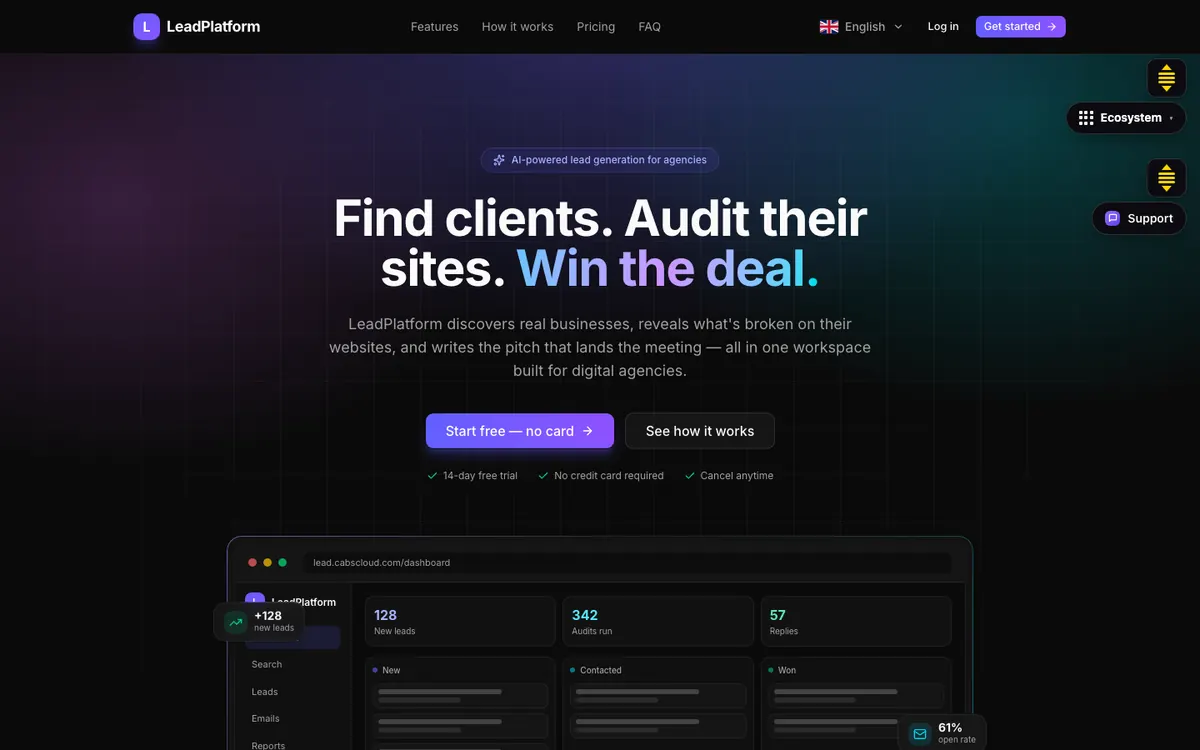 L LeadPlatform
Features
How it works
Pricing
FAQ
English
Log in
Get started →
Ecosystem
Support
AI-powered lead generation for agencies
Find clients. Audit their
sites. Win the deal.
LeadPlatform discovers real businesses, reveals what's broken on their
websites, and writes the pitch that lands the meeting — all in one workspace
built for digital agencies.
Start free — no card →
See how it works
14-day free trial
No credit card required
Cancel anytime
lead.cabscloud.com/dashboard
LeadPlatform
+128
new leads
Search
Leads
Emails
Reports
128
New leads
342
Audits run
57
Replies
New
Contacted
Won
61%
open rate